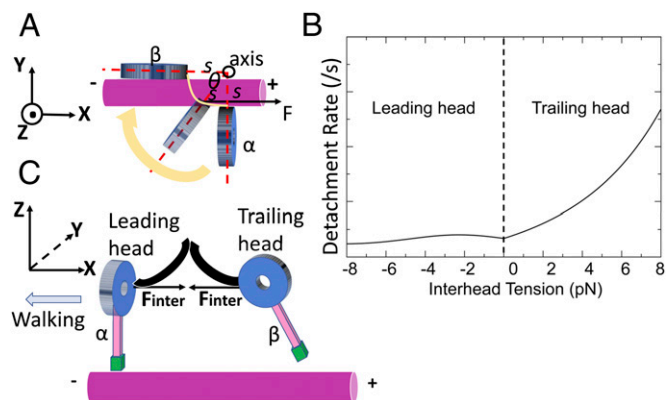 A
Y
Z
X
β
s
axis
θ
s
s
-
+
F
α
B
Detachment Rate (/s)
Leading head
Trailing head
-8 -6 -4 -2 0 2 4 6 8
Interhead Tension (pN)
C
Z
Y
X
Leading
head
Trailing
head
Walking
Finter
Finter
α
β
-
+